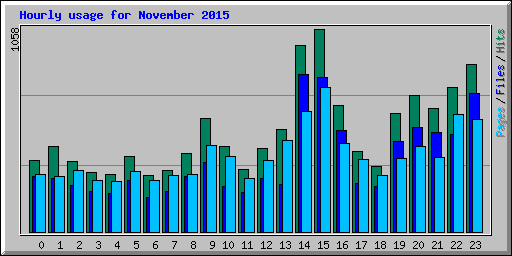 Hourly usage for November 2015
1058
Pages / Files / Hits
0 1 2 3 4 5 6 7 8 9 10 11 12 13 14 15 16 17 18 19 20 21 22 23